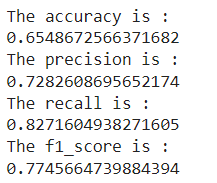 The accuracy is :
0.6548672566371682
The precision is :
0.7282608695652174
The recall is :
0.8271604938271605
The f1_score is :
0.7745664739884394